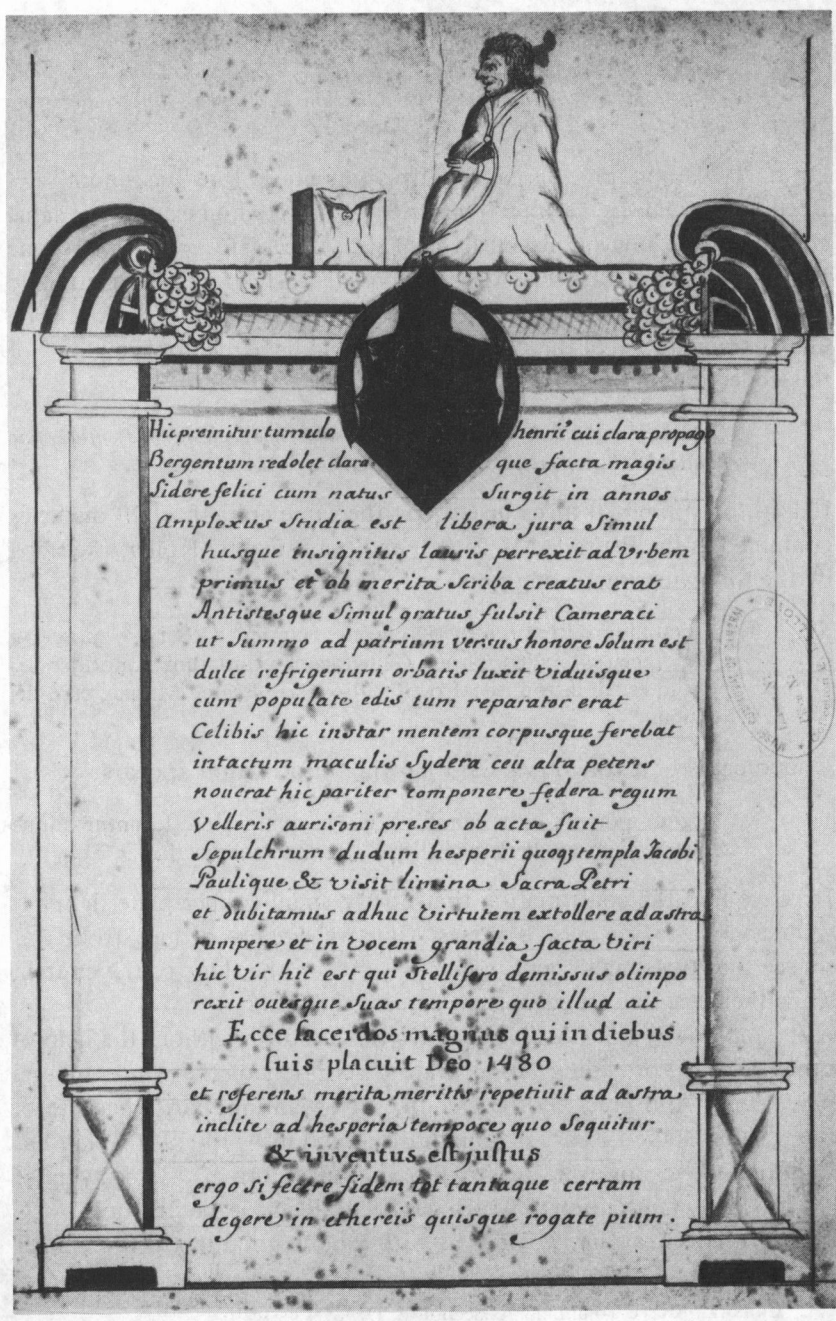 Hic premitur tumulo henric⁹ cui clara propago
Bergentum redolet clara que facta magis
Sidere felici cum natus Surgit in annos
Amplexus Studia est libera jura Simul
husque insignitus lauris perrexit ad Vrbem
primus et ob merita Scriba creatus erat
Antistesque Simul gratus fulsit Cameraci
ut Summo ad patrium versus honore Solum est
dulce refrigerium orbatis luxit Viduisque
cum populate edis tum reparator erat
Celibis hic instar mentem corpusque ferebat
intactum maculis Sydera ceu alta petens
nouerat hic pariter componere federa regum
Velleris aurisoni preses ob acta fuit
Sepulchrum dudum hesperii quoqꝫ templa Jacobi
Paulique & visit limina Sacra Petri
et dubitamus adhuc Virtutem extollere ad astra
rumpere et in Vocem grandia facta Viri
hic Vir hic est qui Stellifero demissus olimpo
rexit ouesque Suas tempore quo illud ait
Ecce sacerdos magnus qui in diebus
suis placuit Deo 1480
et referens merita meritis repetiuit ad astra
inclite ad hesperia tempore quo Sequitur
& inventus est justus
ergo si fecere fidem tot tantaque certam
degere in ethereis quisque rogate pium.